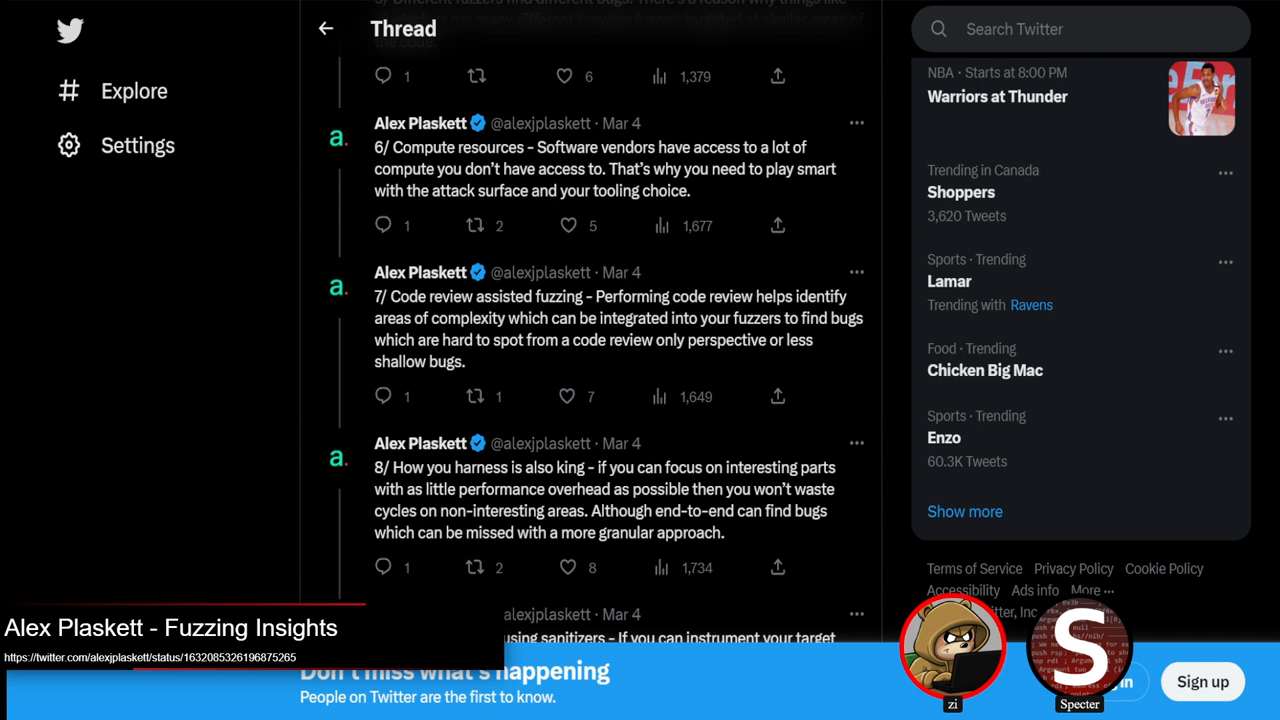 Explore
Settings
Thread
the code.
1 6 1,379
Alex Plaskett @alexjplaskett · Mar 4
6/ Compute resources - Software vendors have access to a lot of
compute you don't have access to. That's why you need to play smart
with the attack surface and your tooling choice.
1 2 5 1,677
Alex Plaskett @alexjplaskett · Mar 4
7/ Code review assisted fuzzing - Performing code review helps identify
areas of complexity which can be integrated into your fuzzers to find bugs
which are hard to spot from a code review only perspective or less
shallow bugs.
1 1 7 1,649
Alex Plaskett @alexjplaskett · Mar 4
8/ How you harness is also king - if you can focus on interesting parts
with as little performance overhead as possible then you won't waste
cycles on non-interesting areas. Although end-to-end can find bugs
which can be missed with a more granular approach.
1 2 8 1,734
alexjplaskett · Mar 4
using sanitizers - If you can instrument your target
Search Twitter
NBA · Starts at 8:00 PM
Warriors at Thunder
Trending in Canada
Shoppers
3,620 Tweets
Sports · Trending
Lamar
Trending with Ravens
Food · Trending
Chicken Big Mac
Sports · Trending
Enzo
60.3K Tweets
Show more
Terms of Service Privacy Policy Cookie Policy
Accessibility Ads info More ···
Alex Plaskett - Fuzzing Insights
https://twitter.com/alexjplaskett/status/1632085326196875265
Don't miss what's happening
People on Twitter are the first to know.
Sign up
zi
S
Specter